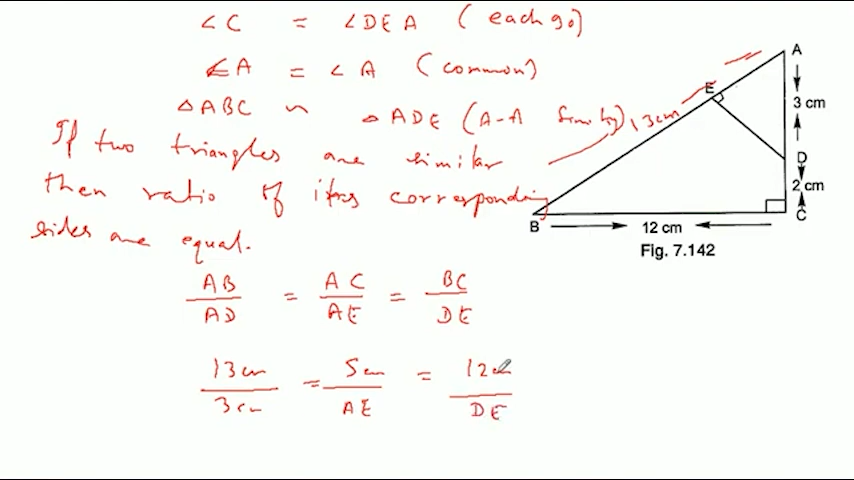 ∠C = ∠DEA (each 90)
∠A = ∠A (common)
△ABC ~ △ADE (A-A Similarity)
If two triangles are similar
then ratio of its corresponding
sides are equal.
AB/AD = AC/AE = BC/DE
13cm/3cm = 5cm/AE = 12cm/DE
A
E
3 cm
13cm
D
2 cm
B
12 cm
C
Fig. 7.142